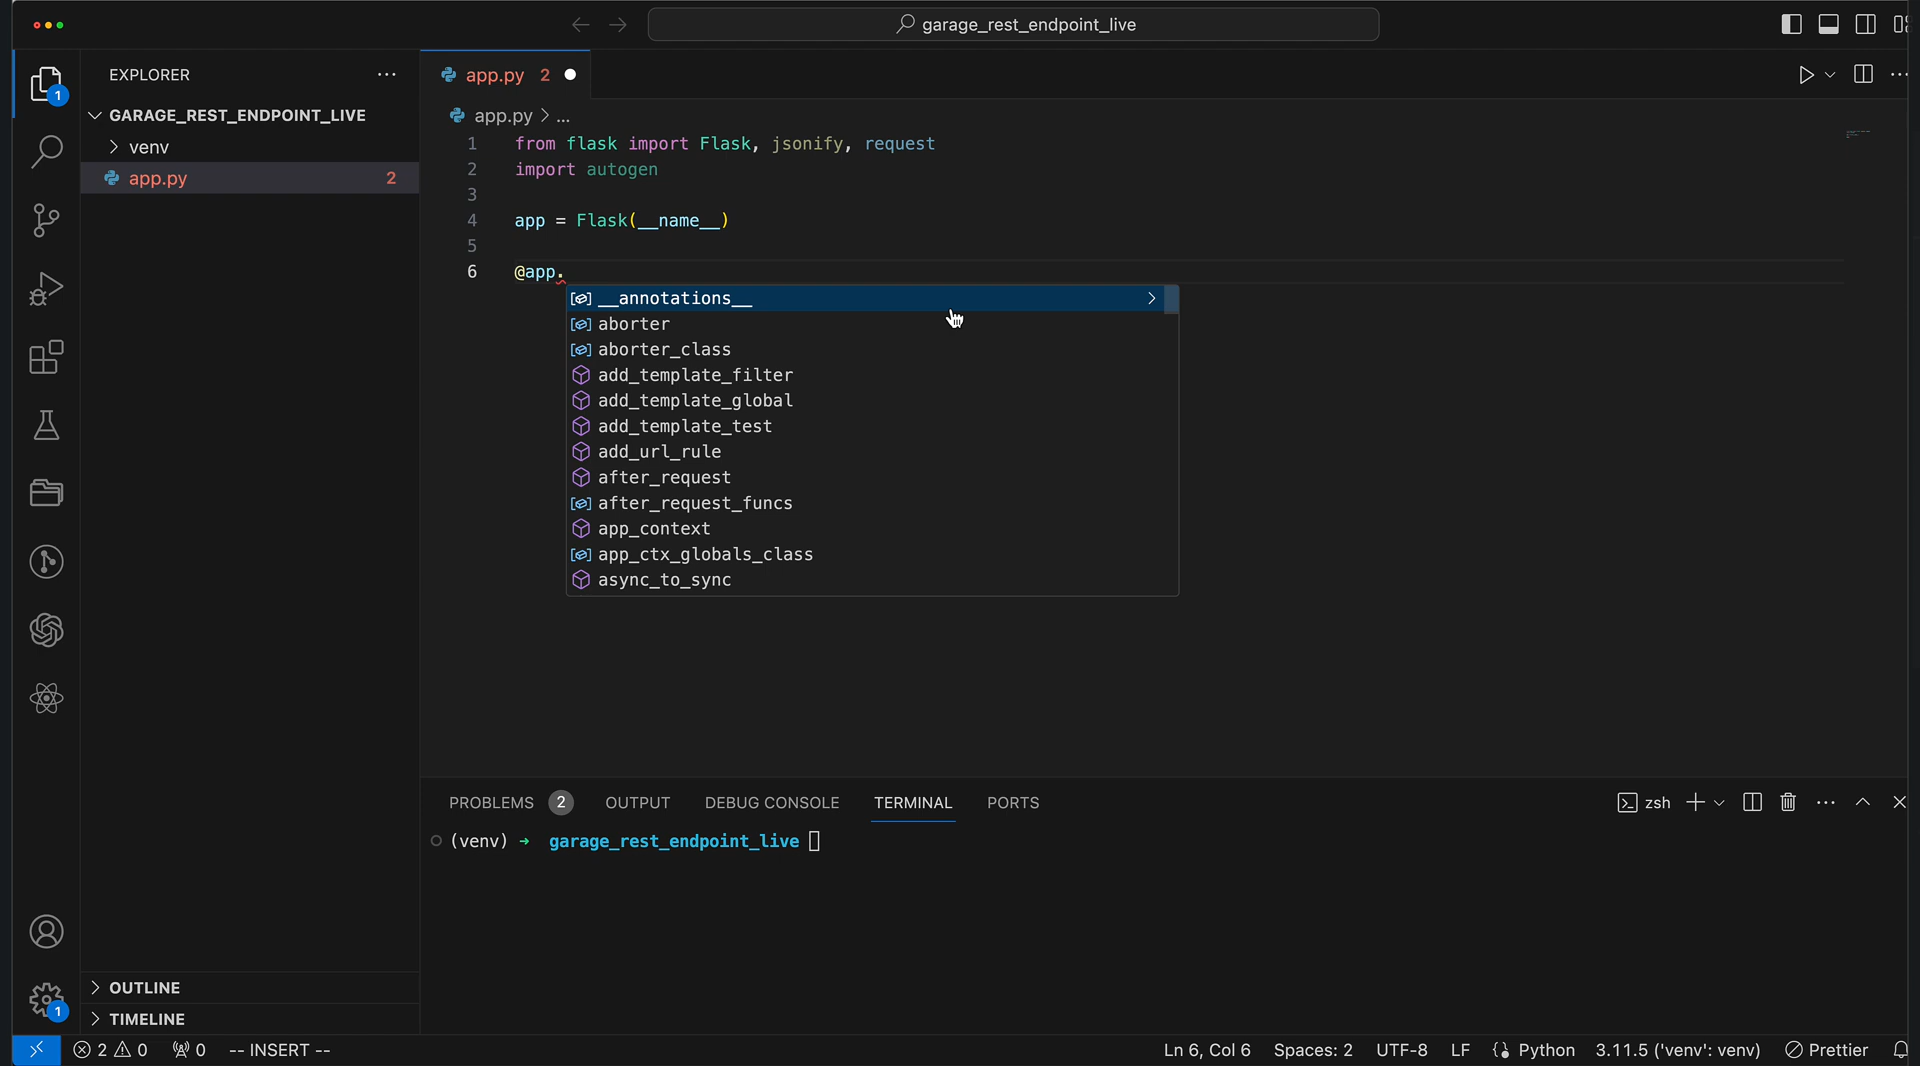 garage_rest_endpoint_live
EXPLORER
GARAGE_REST_ENDPOINT_LIVE
venv
app.py 2
1
app.py 2
app.py > ...
1 from flask import Flask, jsonify, request
2 import autogen
3
4 app = Flask(__name__)
5
6 @app.
__annotations__
aborter
aborter_class
add_template_filter
add_template_global
add_template_test
add_url_rule
after_request
after_request_funcs
app_context
app_ctx_globals_class
async_to_sync
PROBLEMS 2 OUTPUT DEBUG CONSOLE TERMINAL PORTS
zsh
(venv) → garage_rest_endpoint_live
OUTLINE
TIMELINE
1
2 0 0 -- INSERT --
Ln 6, Col 6 Spaces: 2 UTF-8 LF Python 3.11.5 ('venv': venv) Prettier